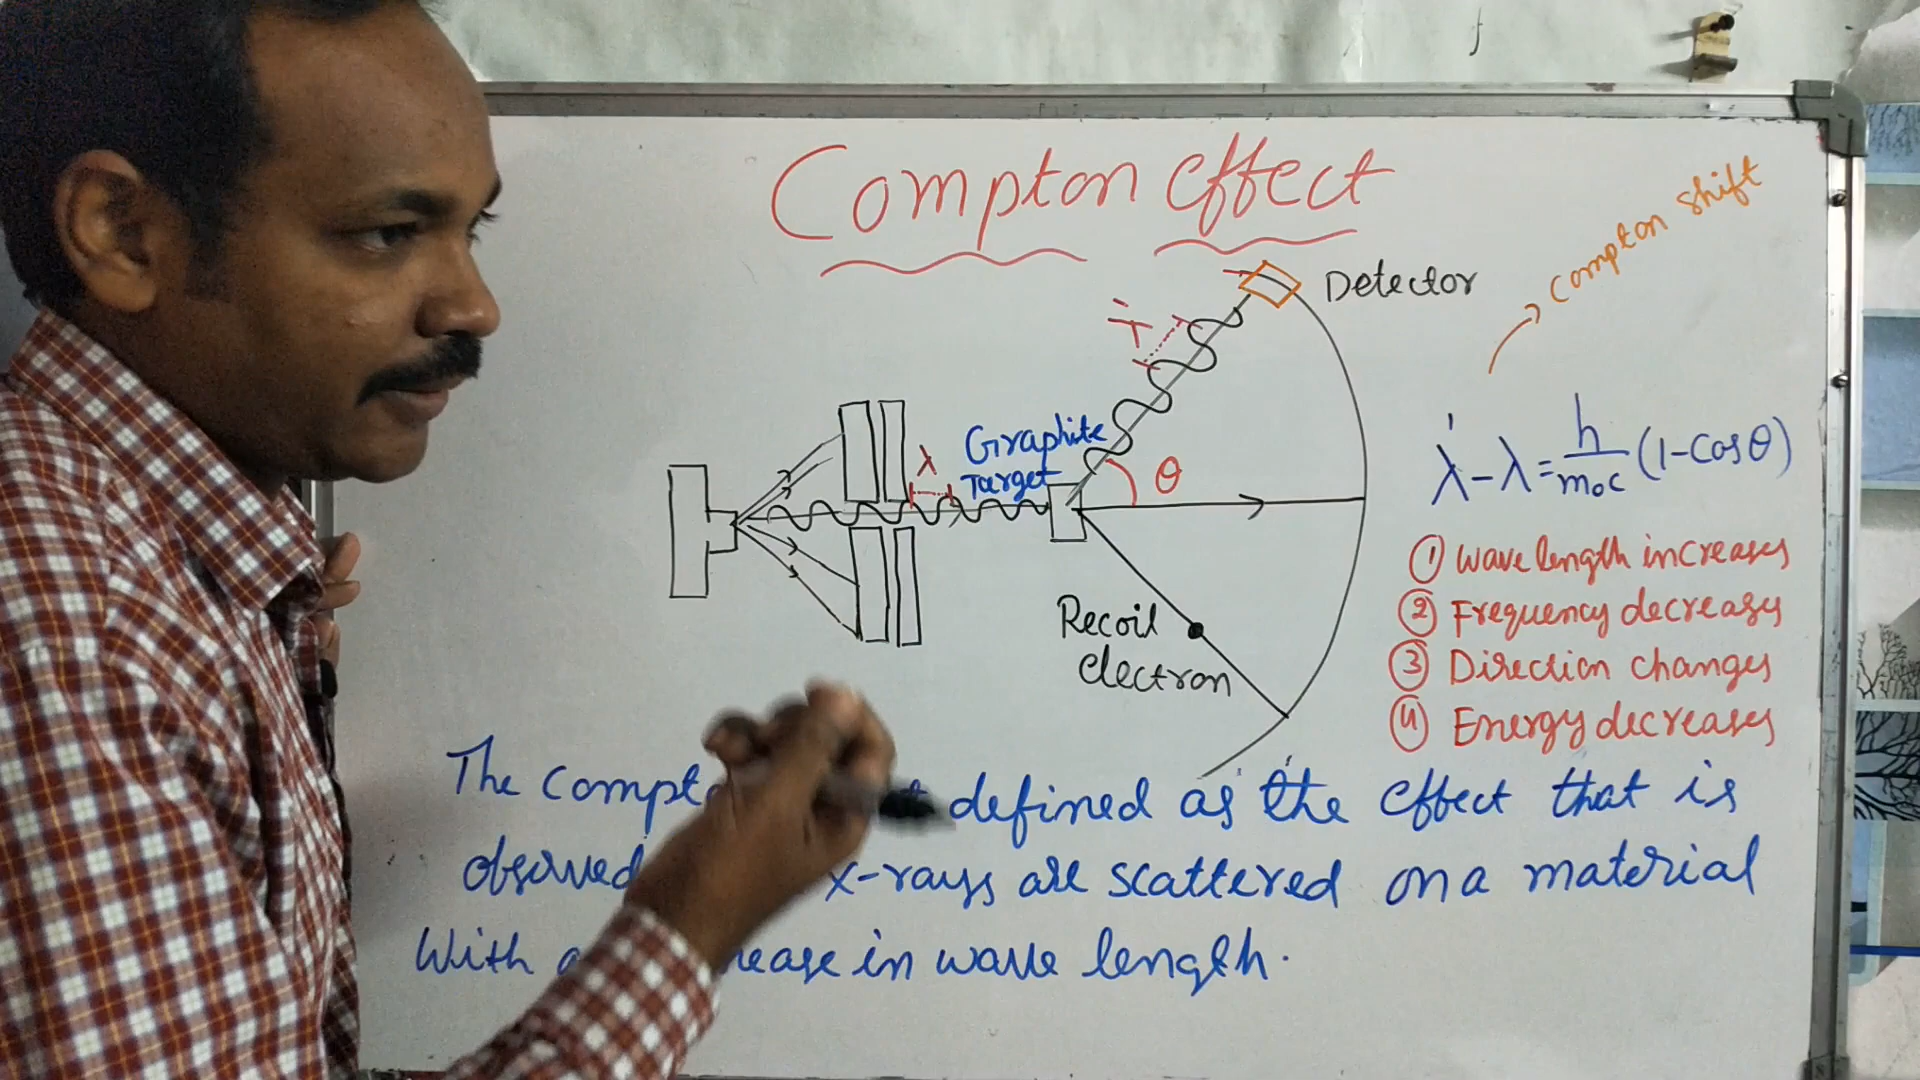 Compton effect
Compton shift
Detector
λ'
Graphite
Target
λ
θ
λ' - λ = h/m₀c (1-Cosθ)
① Wave length increases
② Frequency decreases
③ Direction changes
④ Energy decreases
Recoil
electron
The defined as the effect that is
observed x-rays are scattered on a material
With in wave length.